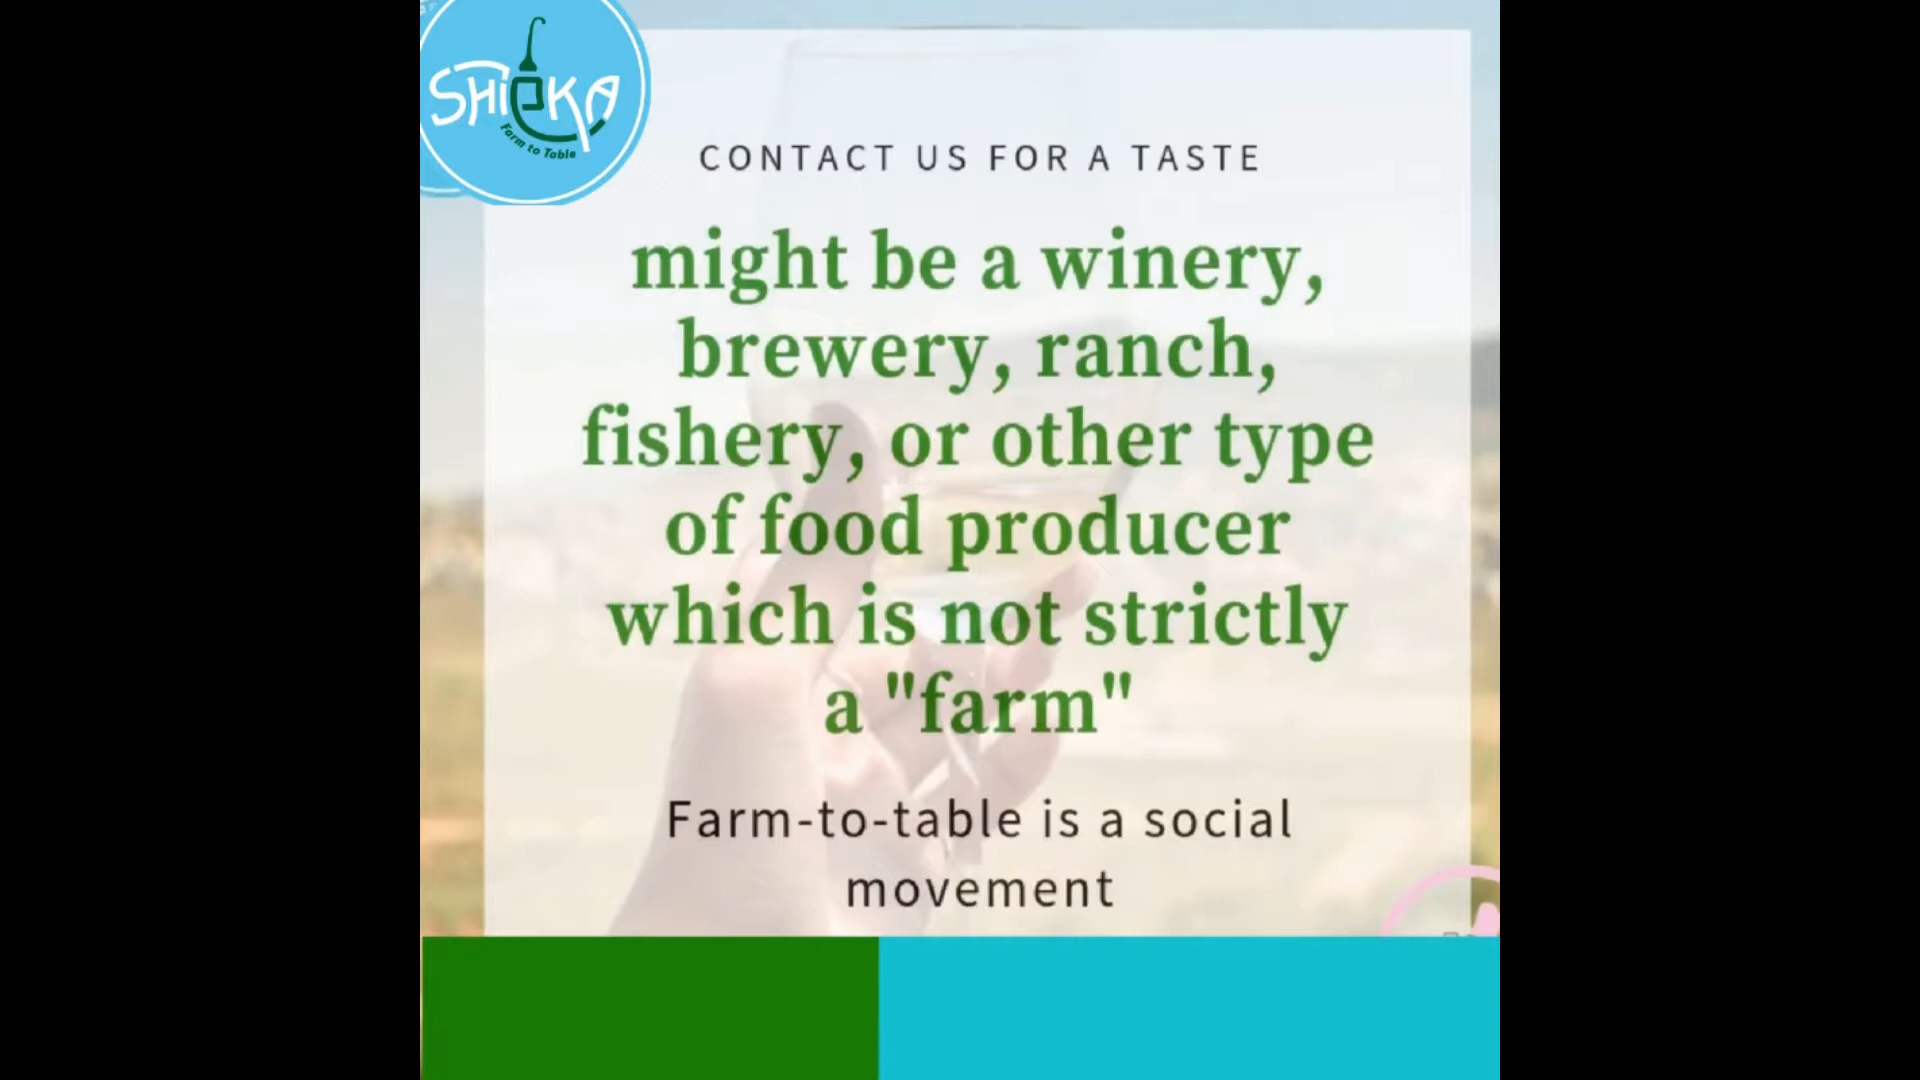 SHIOKA
Farm to Table
CONTACT US FOR A TASTE
might be a winery,
brewery, ranch,
fishery, or other type
of food producer
which is not strictly
a "farm"
Farm-to-table is a social
movement